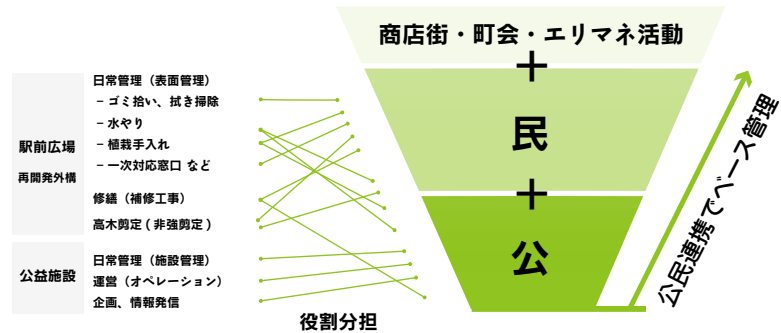 商店街・町会・エリマネ活動
＋
民
＋
公
公民連携でベース管理
駅前広場
再開発外構
日常管理（表面管理）
− ゴミ拾い、拭き掃除
− 水やり
− 植栽手入れ
− 一次対応窓口 など
修繕（補修工事）
高木剪定 ( 非強剪定 )
公益施設
日常管理（施設管理）
運営（オペレーション）
企画、情報発信
役割分担